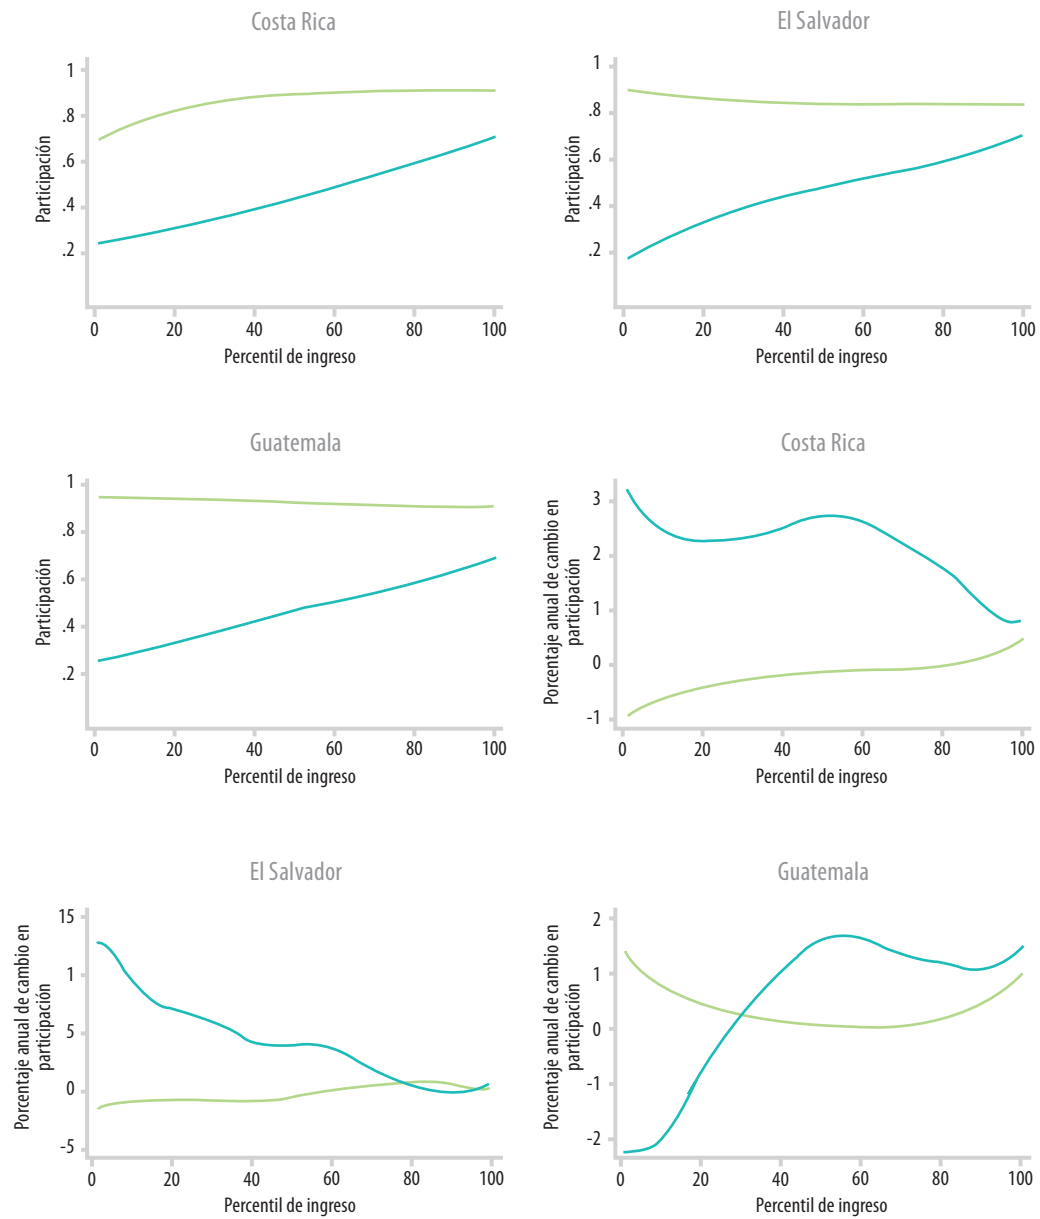 Costa Rica
Participación
1
.8
.6
.4
.2
0 20 40 60 80 100
Percentil de ingreso
El Salvador
Participación
1
.8
.6
.4
.2
0 20 40 60 80 100
Percentil de ingreso
Guatemala
Participación
1
.8
.6
.4
.2
0 20 40 60 80 100
Percentil de ingreso
Costa Rica
Porcentaje anual de cambio en
participación
3
2
1
0
-1
0 20 40 60 80 100
Percentil de ingreso
El Salvador
Porcentaje anual de cambio en
participación
15
1
5
0
-5
0 20 40 60 80 100
Percentil de ingreso
Guatemala
Porcentaje anual de cambio en
participación
2
1
0
-1
-2
0 20 40 60 80 100
Percentil de ingreso